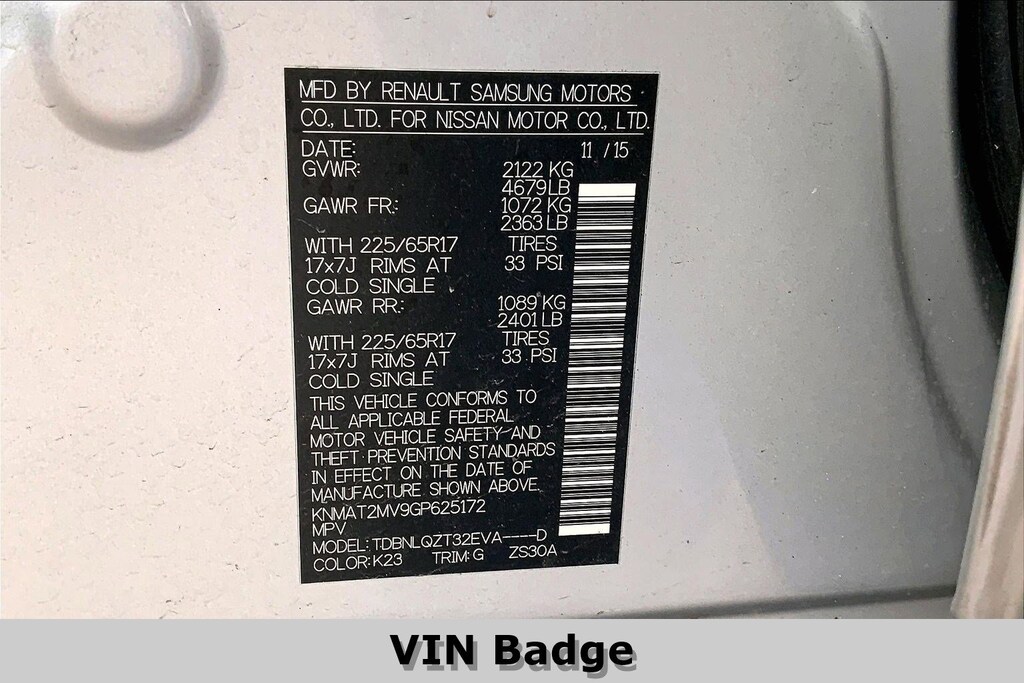 MFD BY RENAULT SAMSUNG MOTORS
CO., LTD. FOR NISSAN MOTOR CO., LTD.
DATE: 11 / 15
GVWR: 2122 KG
4679LB
GAWR FR.: 1072 KG
2363 LB
WITH 225/65R17 TIRES
17x7J RIMS AT 33 PSI
COLD SINGLE
GAWR RR.: 1089 KG
2401 LB
WITH 225/65R17 TIRES
17x7J RIMS AT 33 PSI
COLD SINGLE
THIS VEHICLE CONFORMS TO
ALL APPLICABLE FEDERAL
MOTOR VEHICLE SAFETY AND
THEFT PREVENTION STANDARDS
IN EFFECT ON THE DATE OF
MANUFACTURE SHOWN ABOVE.
KNMAT2MV9GP625172
MPV
MODEL: TDBNLQZT32EVA----D
COLOR: K23 TRIM: G ZS30A
VIN Badge